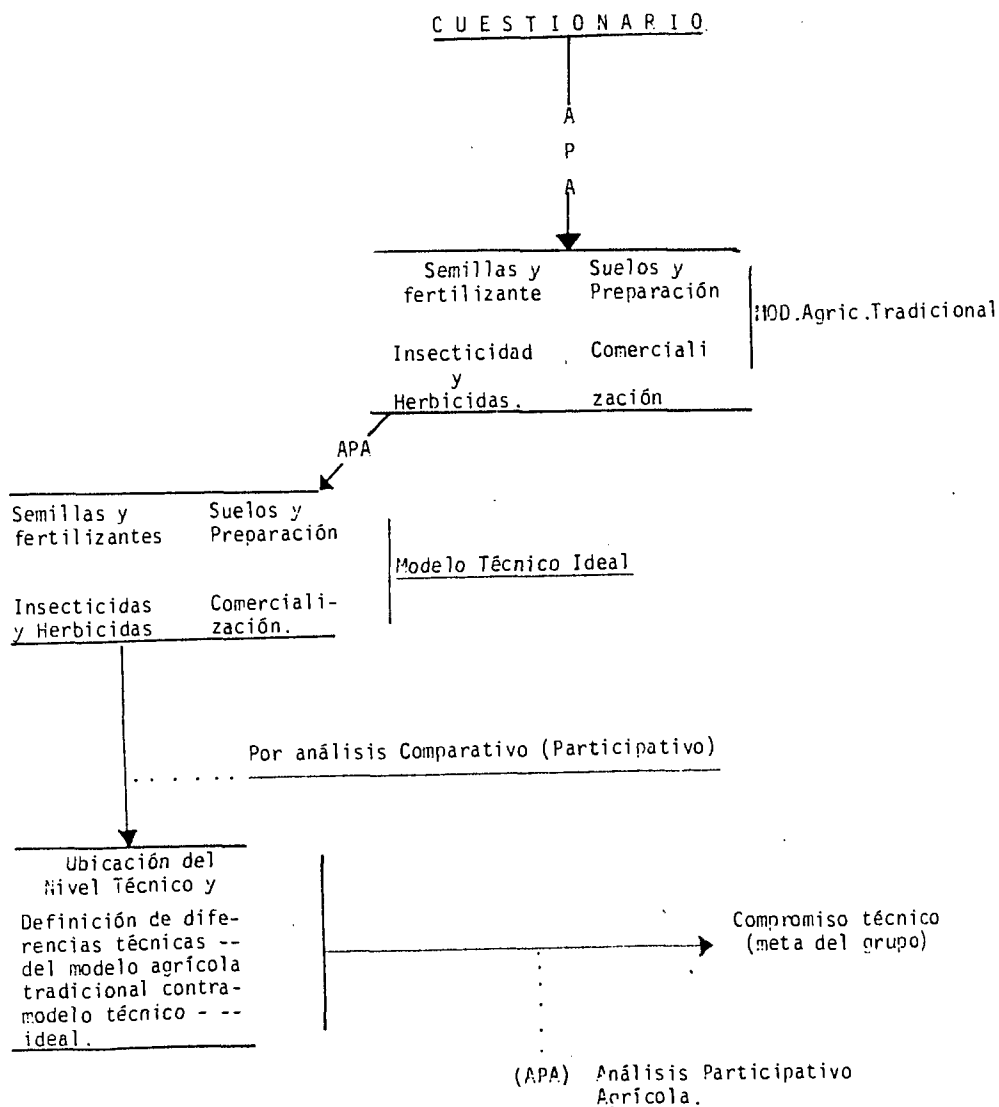 C U E S T I O N A R I O
A
P
A
Semillas y Suelos y
fertilizante Preparación
MOD.Agric.Tradicional
Insecticidad Comerciali
y
Herbicidas. zación
APA
Semillas y Suelos y
fertilizantes Preparación
Modelo Técnico Ideal
Insecticidas Comerciali-
y Herbicidas zación.
Por análisis Comparativo (Participativo)
Ubicación del
Nivel Técnico y
Definición de dife-
rencias técnicas --
del modelo agrícola
tradicional contra-
modelo técnico - --
ideal.
Compromiso técnico
(meta del grupo)
(APA) Análisis Participativo
Agrícola.